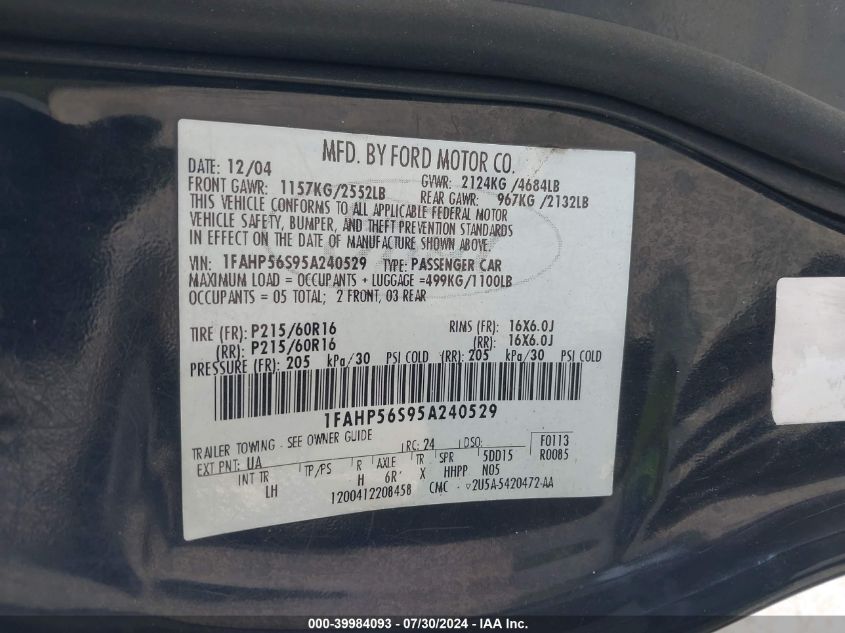 MFD. BY FORD MOTOR CO.
DATE: 12/04 GVWR: 2124KG /4684LB
FRONT GAWR: 1157KG/2552LB REAR GAWR: 967KG /2132LB
THIS VEHICLE CONFORMS TO ALL APPLICABLE FEDERAL MOTOR
VEHICLE SAFETY, BUMPER, AND THEFT PREVENTION STANDARDS
IN EFFECT ON THE DATE OF MANUFACTURE SHOWN ABOVE.
VIN: 1FAHP56S95A240529 TYPE: PASSENGER CAR
MAXIMUM LOAD = OCCUPANTS + LUGGAGE =499KG/1100LB
OCCUPANTS = 05 TOTAL; 2 FRONT, 03 REAR
TIRE (FR): P215/60R16 RIMS (FR): 16X6.0J
(RR): P215/60R16 (RR): 16X6.0J
PRESSURE (FR): 205 kPa/30 PSI COLD (RR): 205 kPa/30 PSI COLD
1FAHP56S95A240529
TRAILER TOWING - SEE OWNER GUIDE RC: 24 DSO: F0113
EXT PNT: UA R0085
INT TR TP/PS R AXLE TR SPR 5DD15
LH H 6R X HHPP N05
1200412208458 CMC - V2U5A-5420472-AA
000-39984093 - 07/30/2024 - © IAA Holdings, LLC.